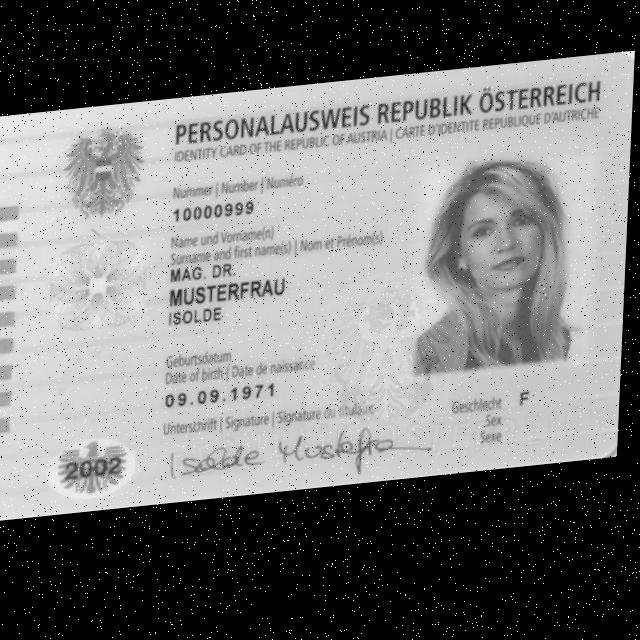 PERSONALAUSWEIS REPUBLIK ÖSTERREICH
IDENTITY CARD OF THE REPUBLIC OF AUSTRIA | CARTE D'IDENTITE REPUBLIQUE D'AUTRICHE
Nummer | Number | Numéro
10000999
Name und Vorname(n)
Surname and first name(s) | Nom et Prénom(s)
MAG. DR.
MUSTERFRAU
ISOLDE
Geburtsdatum
Date of birth | Date de naissance
09.09.1971
Unterschrift | Signature | Signature du titulaire
Geschlecht F
Sex
Sexe
2002
Isolde Musterfrau